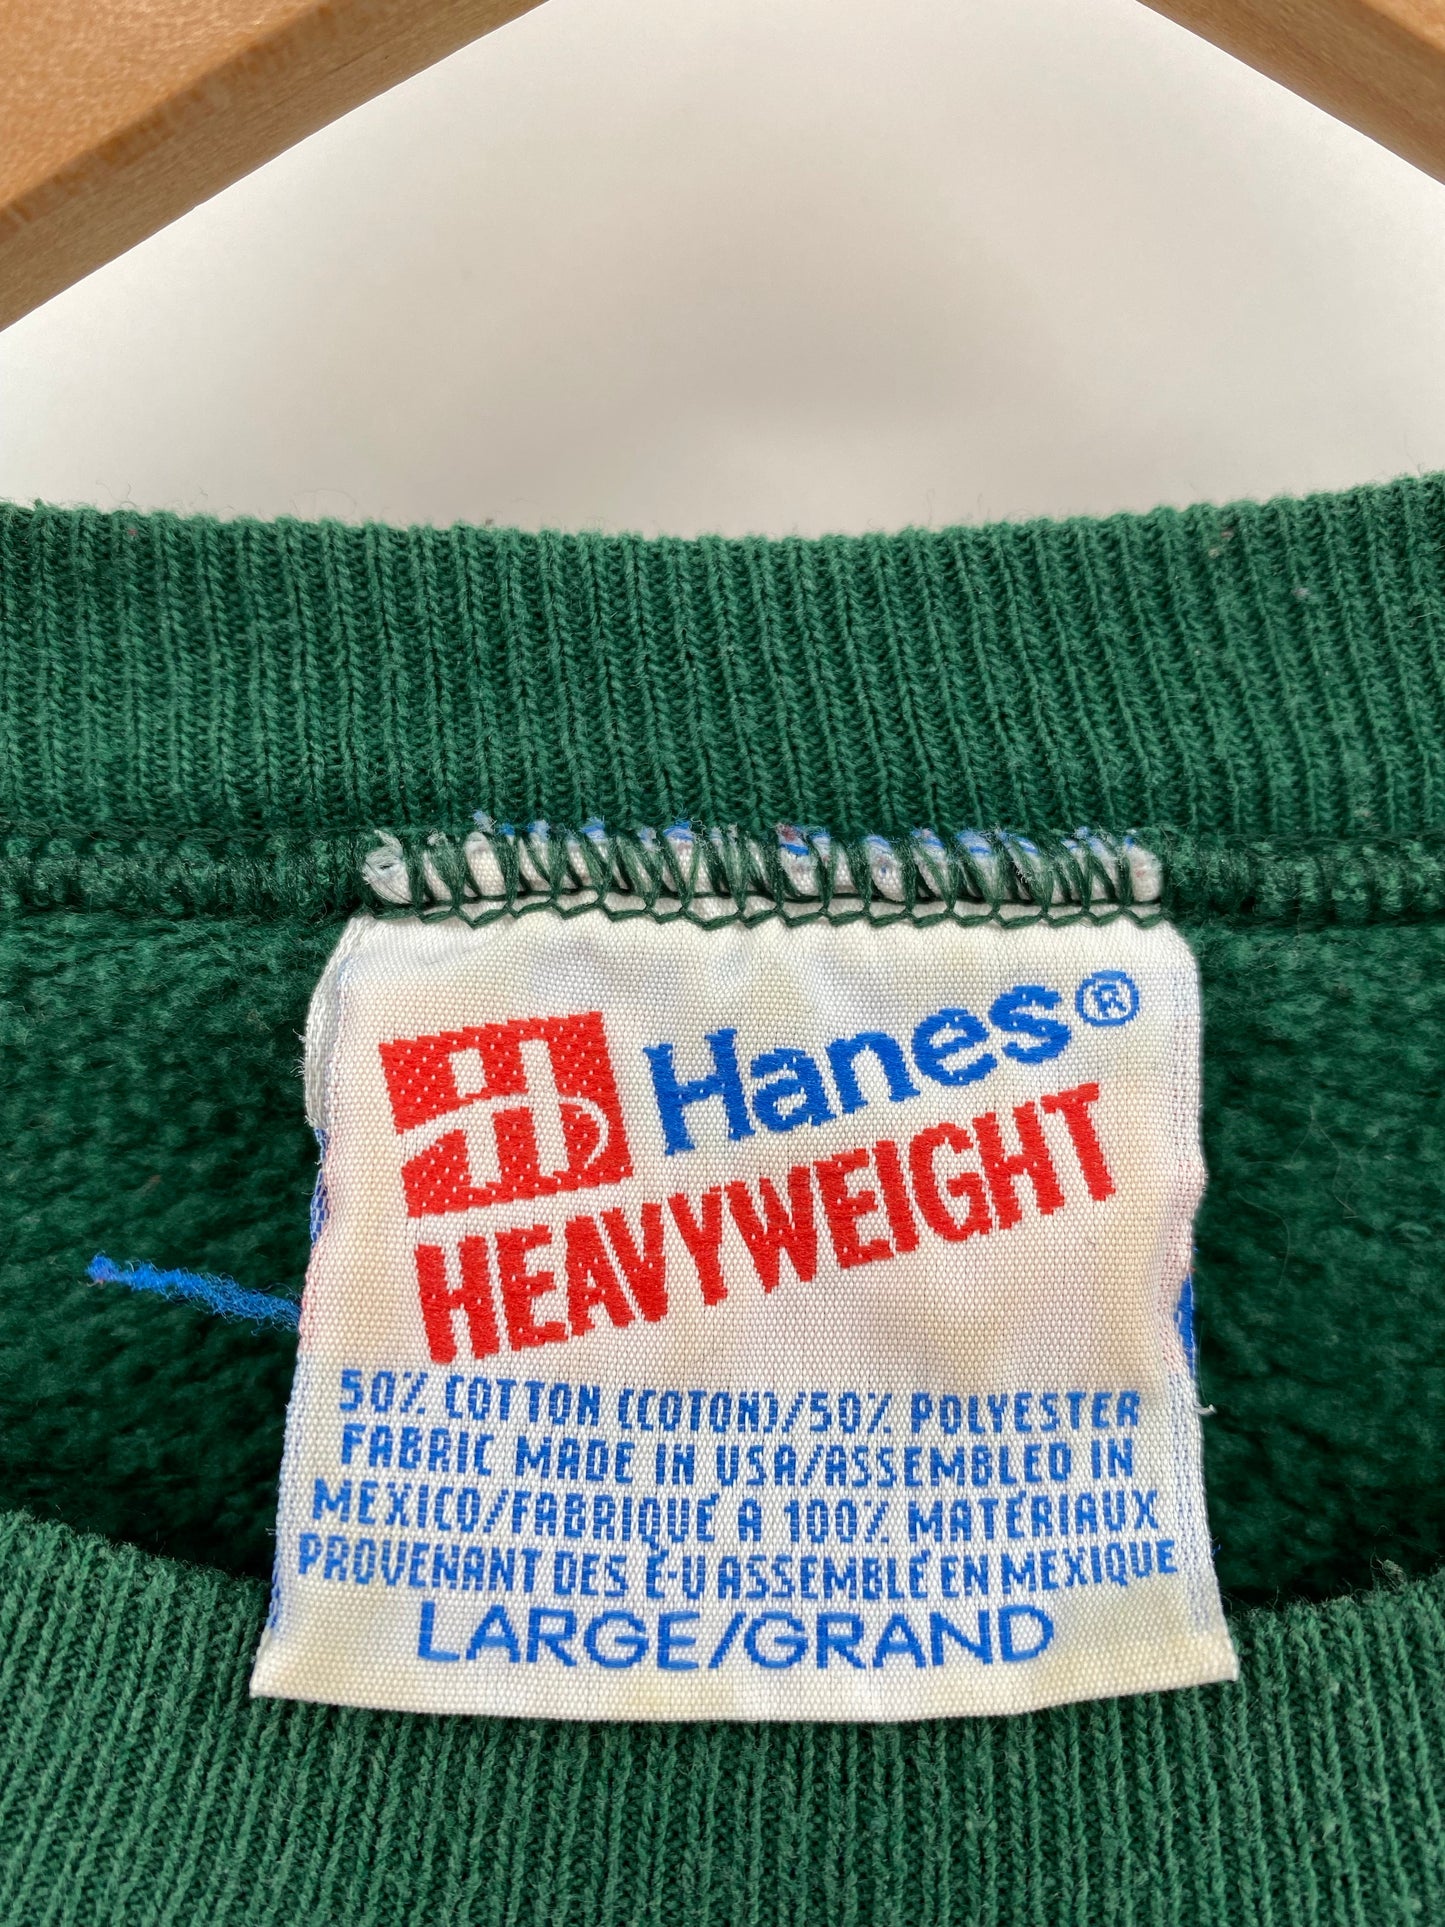 Hanes®
HEAVYWEIGHT
50% COTTON (COTON)/50% POLYESTER
FABRIC MADE IN USA/ASSEMBLED IN
MEXICO/FABRIQUÉ A 100% MATÉRIAUX
PROVENANT DES É-U ASSEMBLÉ EN MEXIQUE
LARGE/GRAND